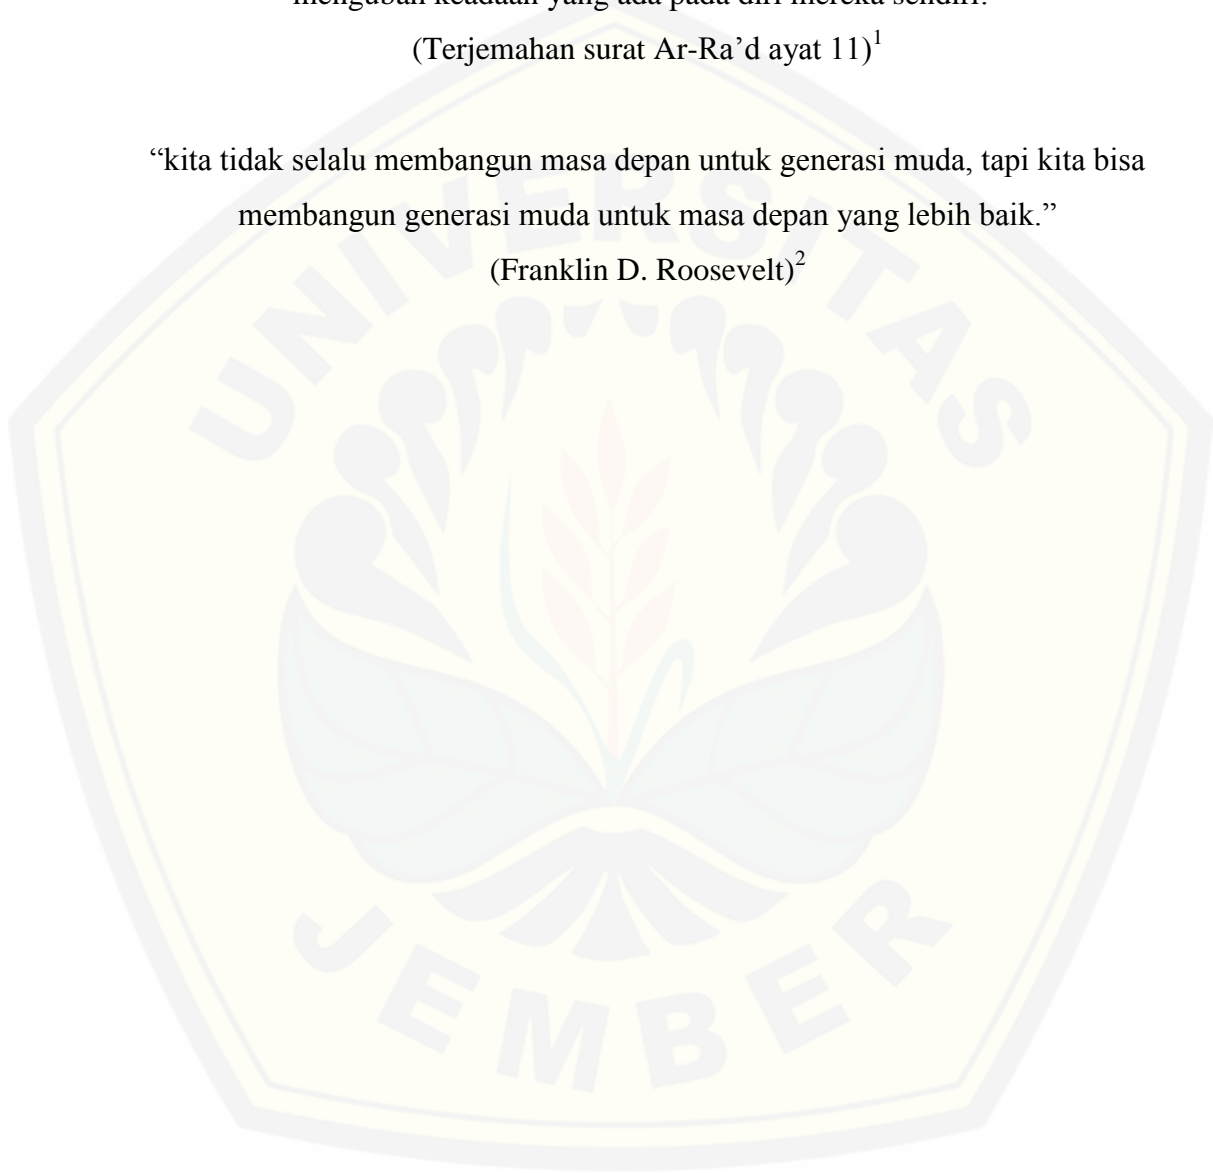 mengubah keadaan yang ada pada diri mereka sendiri.
(Terjemahan surat Ar-Ra’d ayat 11)1
“kita tidak selalu membangun masa depan untuk generasi muda, tapi kita bisa
membangun generasi muda untuk masa depan yang lebih baik.”
(Franklin D. Roosevelt)2
UNIVERSITAS
JEMBER